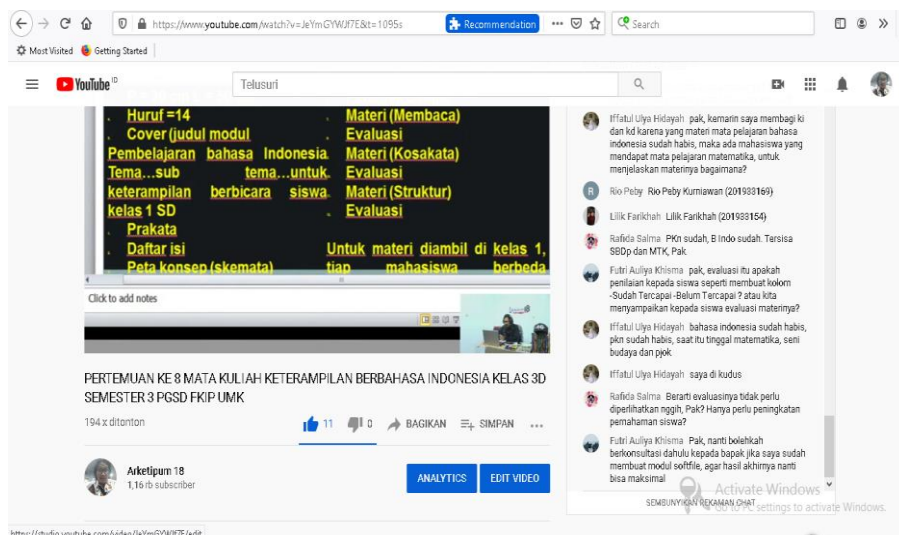 https://www.youtube.com/watch?v=JeYmGYWJf7E&t=1095s
Recommendation
Search
Most Visited
Getting Started
YouTube ID
Telusuri
. Huruf =14
. Cover (judul modul
Pembelajaran bahasa Indonesia
Tema...sub tema...untuk
keterampilan berbicara siswa
kelas 1 SD
. Prakata
. Daftar isi
. Peta konsep (skemata)
. Materi (Membaca)
. Evaluasi
. Materi (Kosakata)
. Evaluasi
. Materi (Struktur)
. Evaluasi
Untuk materi diambil di kelas 1,
tiap mahasiswa berbeda
Click to add notes
PERTEMUAN KE 8 MATA KULIAH KETERAMPILAN BERBAHASA INDONESIA KELAS 3D
SEMESTER 3 PGSD FKIP UMK
194 x ditonton
11
0
BAGIKAN
SIMPAN
Arketipum 18
1,16 rb subscriber
ANALYTICS
EDIT VIDEO
Iffatul Ulya Hidayah pak, kemarin saya membagi ki
dan kd karena yang materi mata pelajaran bahasa
indonesia sudah habis, maka ada mahasiswa yang
mendapat mata pelajaran matematika, untuk
menjelaskan materinya bagaimana?
R
Rio Peby Rio Peby Kurniawan (201933169)
Lilik Farikhah Lilik Farikhah (201933154)
Rafida Salma PKn sudah, B Indo sudah. Tersisa
SBDp dan MTK, Pak.
Futri Auliya Khisma pak, evaluasi itu apakah
penilaian kepada siswa seperti membuat kolom
-Sudah Tercapai -Belum Tercapai ? atau kita
menyampaikan kepada siswa evaluasi materinya?
Iffatul Ulya Hidayah bahasa indonesia sudah habis,
pkn sudah habis, saat itu tinggal matematika, seni
budaya dan pjok
Iffatul Ulya Hidayah saya di kudus
Rafida Salma Berarti evaluasinya tidak perlu
diperlihatkan nggih, Pak? Hanya perlu peningkatan
pemahaman siswa?
Futri Auliya Khisma Pak, nanti bolehkah
berkonsultasi dahulu kepada bapak jika saya sudah
membuat modul softfile, agar hasil akhirnya nanti
bisa maksimal
Activate Windows
SEMBUNYIKAN REKAMAN CHAT
Go to PC settings to activate Windows.
https://studio.youtube.com/video/JeYmGYWJf7E/edit